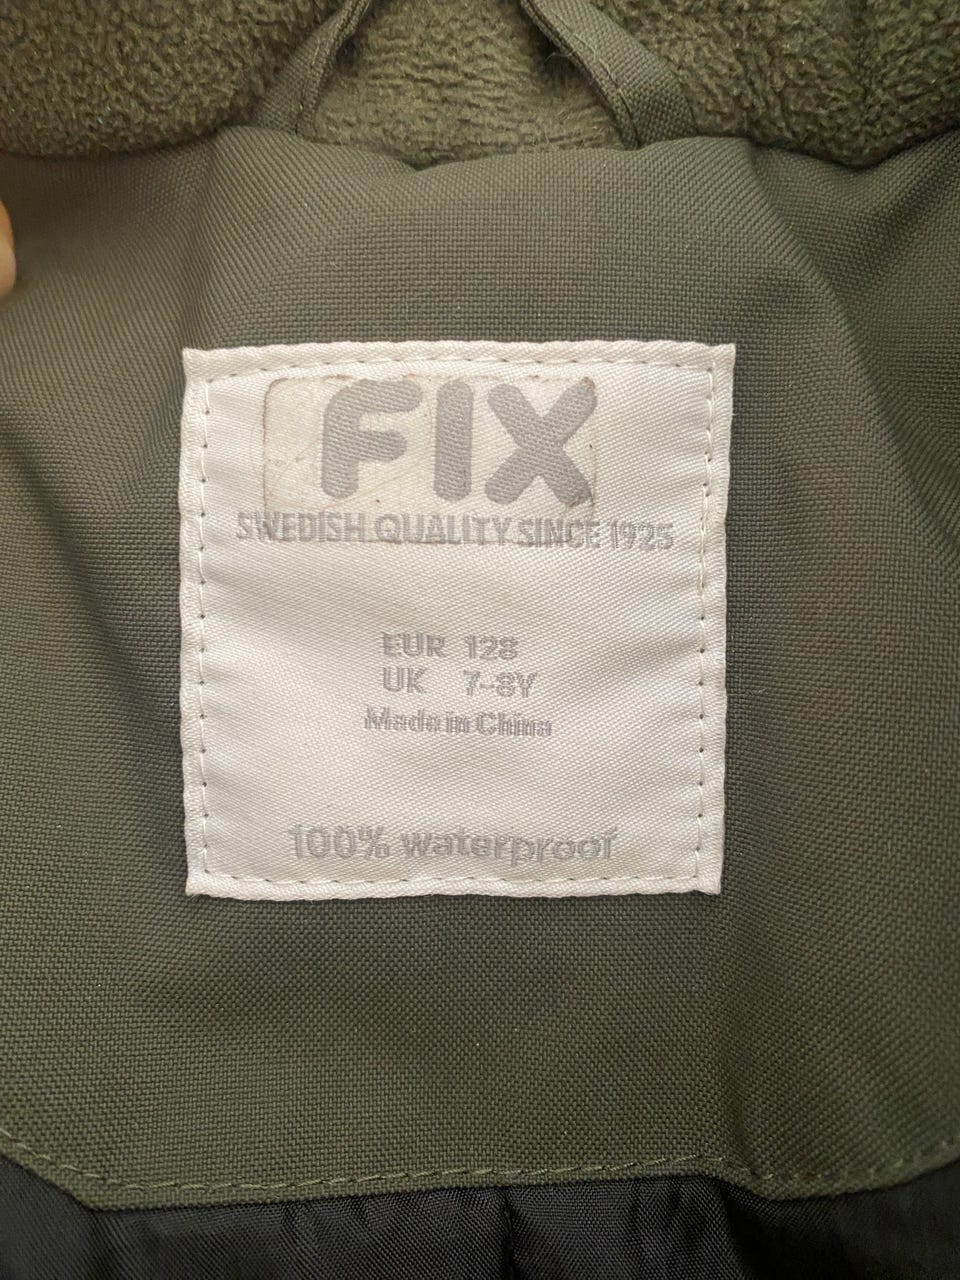 FIX
SWEDISH QUALITY SINCE 1925
EUR 128
UK 7-8Y
Made in China
100% waterproof